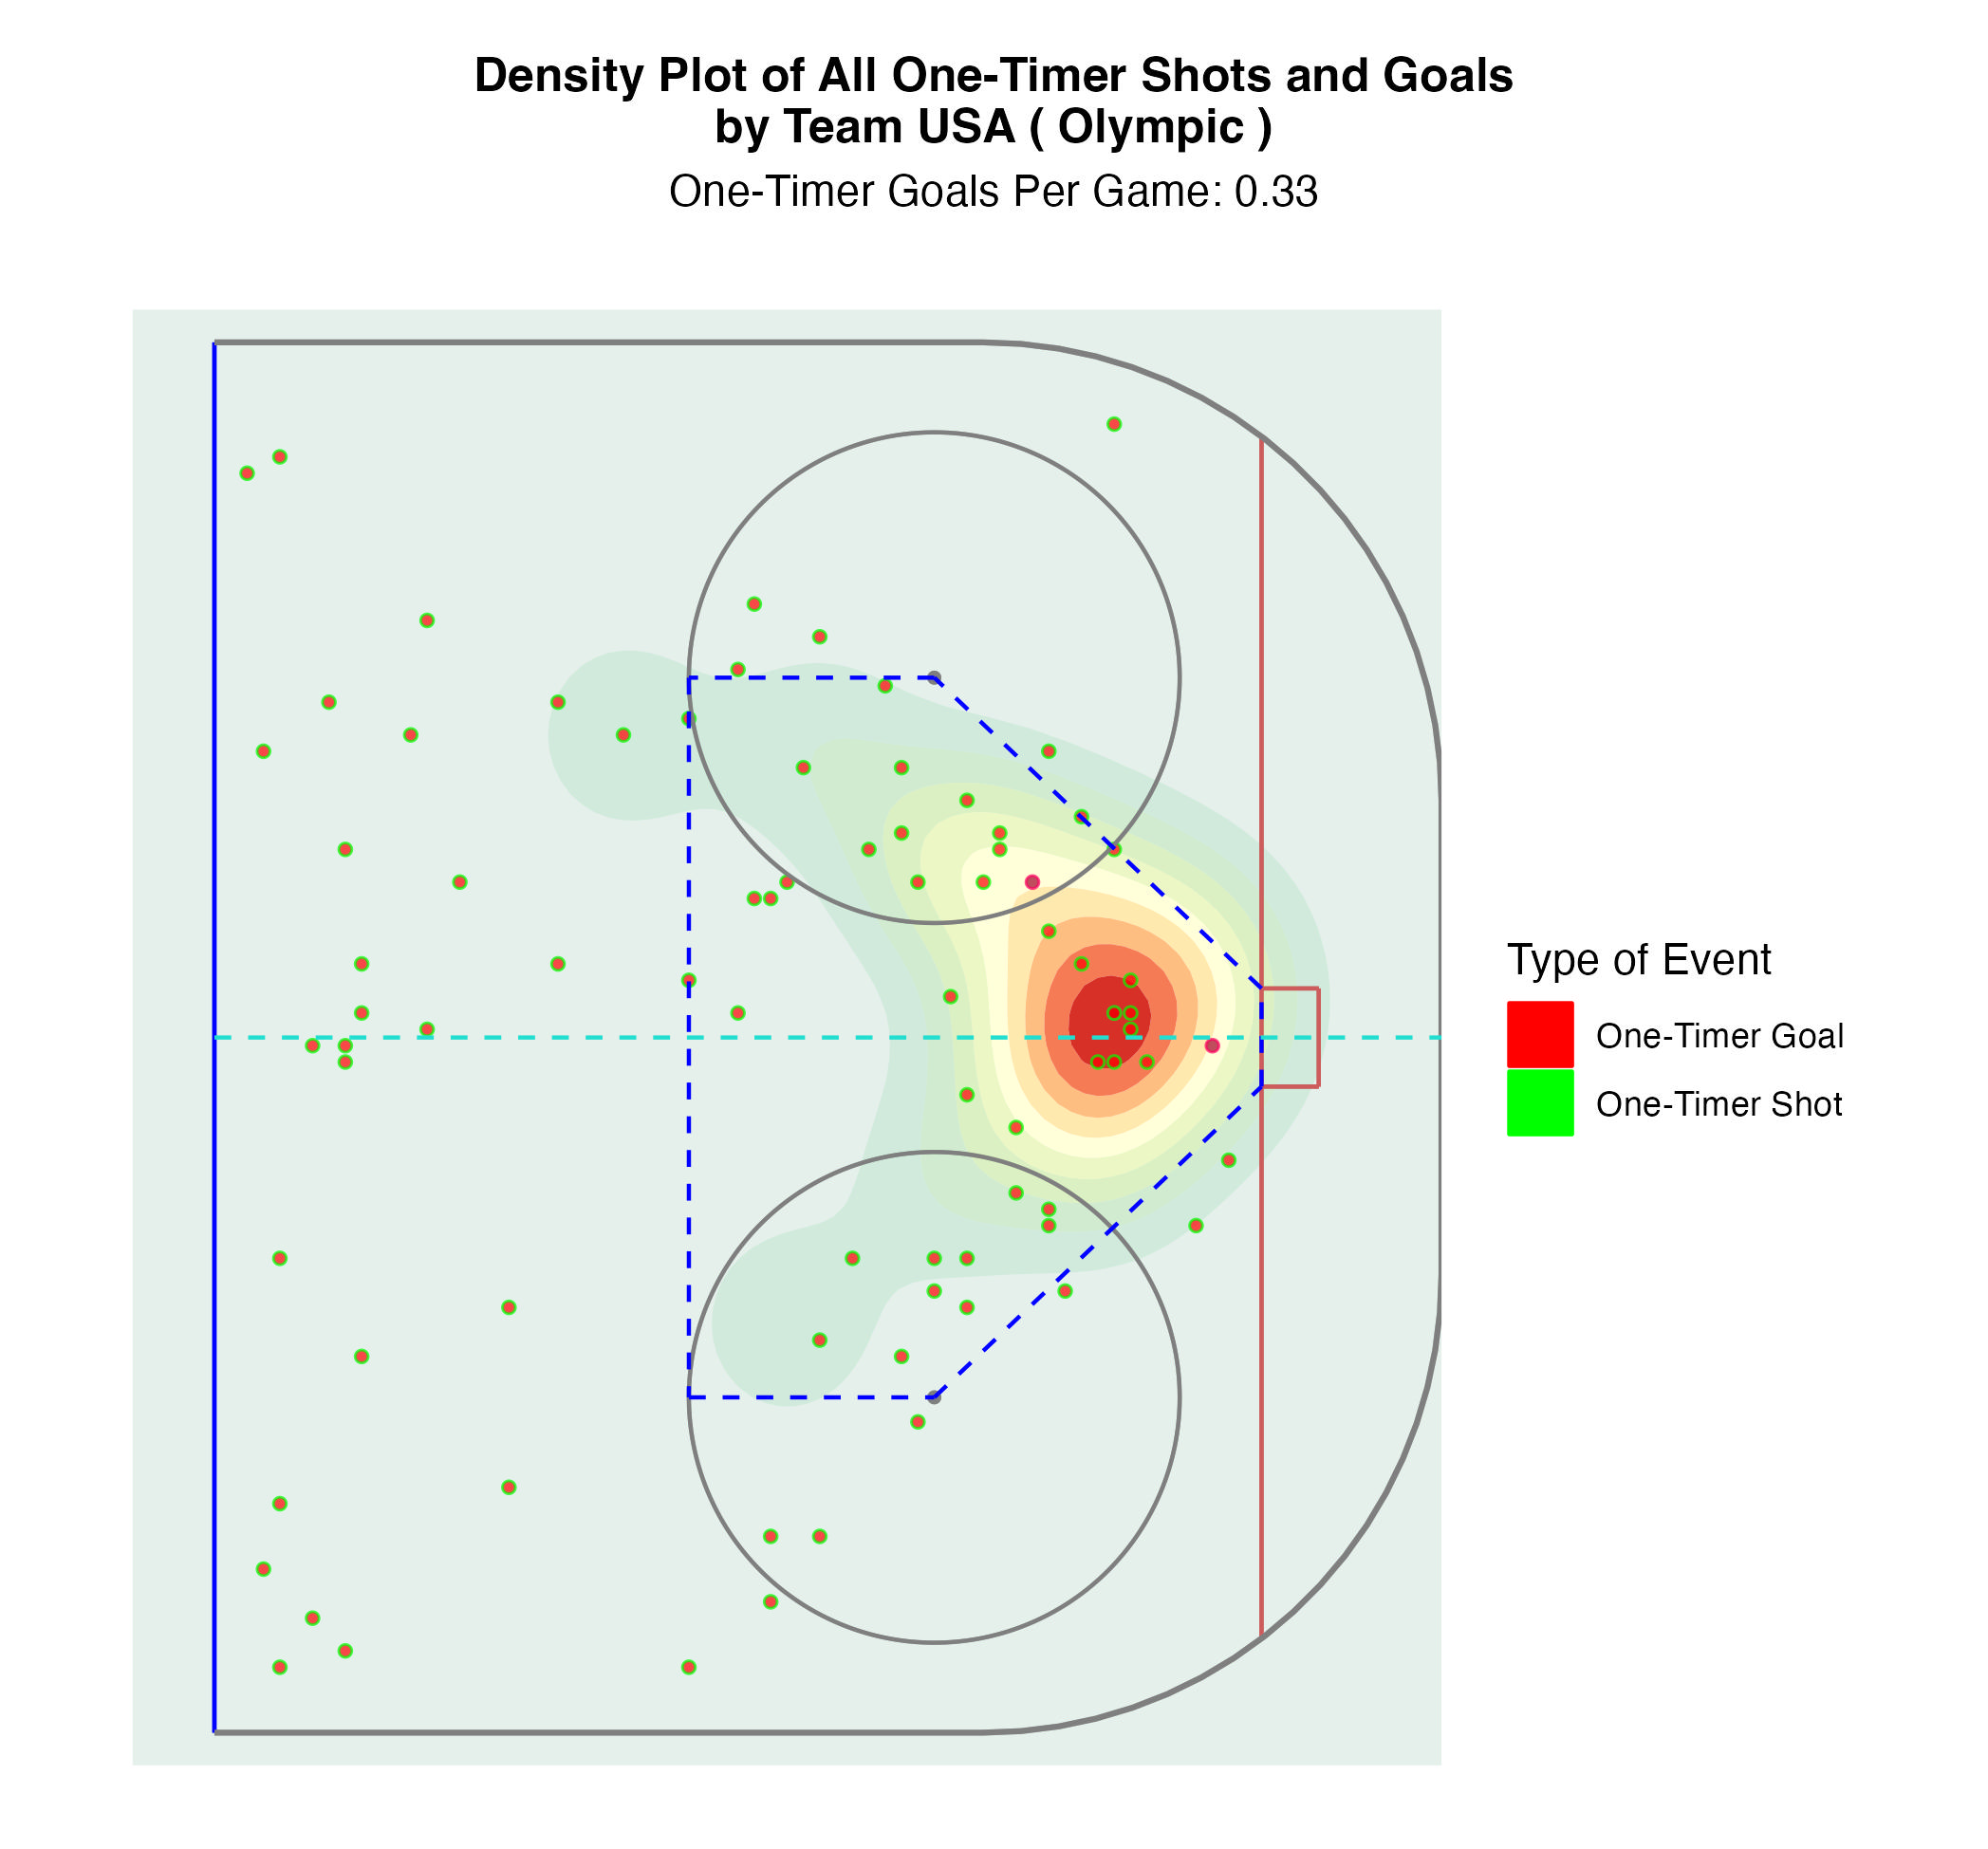 Density Plot of All One-Timer Shots and Goals
by Team USA ( Olympic )
One-Timer Goals Per Game: 0.33
Type of Event
One-Timer Goal
One-Timer Shot